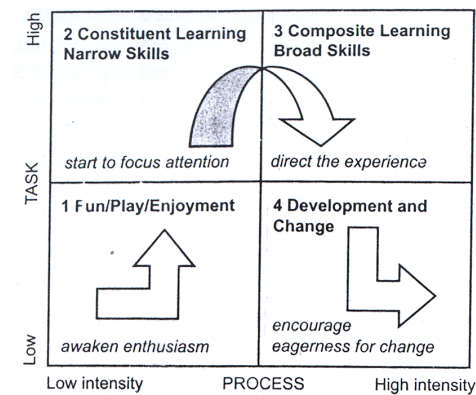 High
TASK
Low
2 Constituent Learning
Narrow Skills
start to focus attention
3 Composite Learning
Broad Skills
direct the experience
1 Fun/Play/Enjoyment
awaken enthusiasm
4 Development and
Change
encourage
eagerness for change
Low intensity
PROCESS
High intensity